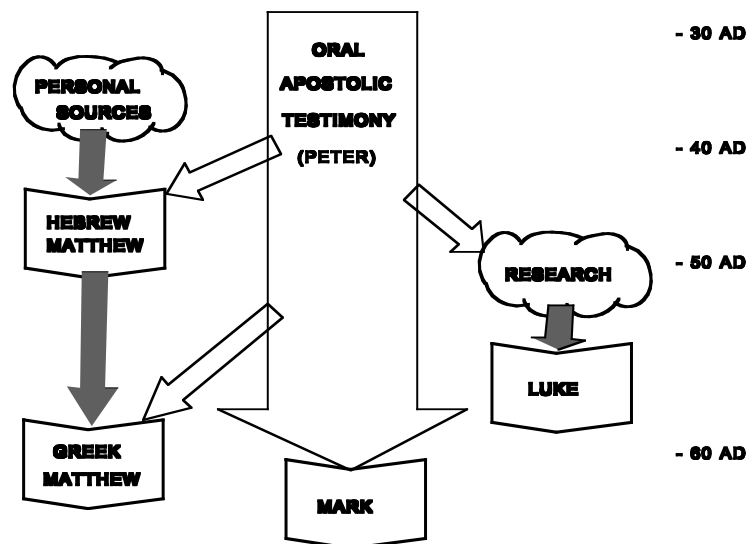 - 30 AD
ORAL
APOSTOLIC
TESTIMONY
(PETER)
PERSONAL
SOURCES
- 40 AD
HEBREW
MATTHEW
- 50 AD
RESEARCH
LUKE
GREEK
MATTHEW
- 60 AD
MARK